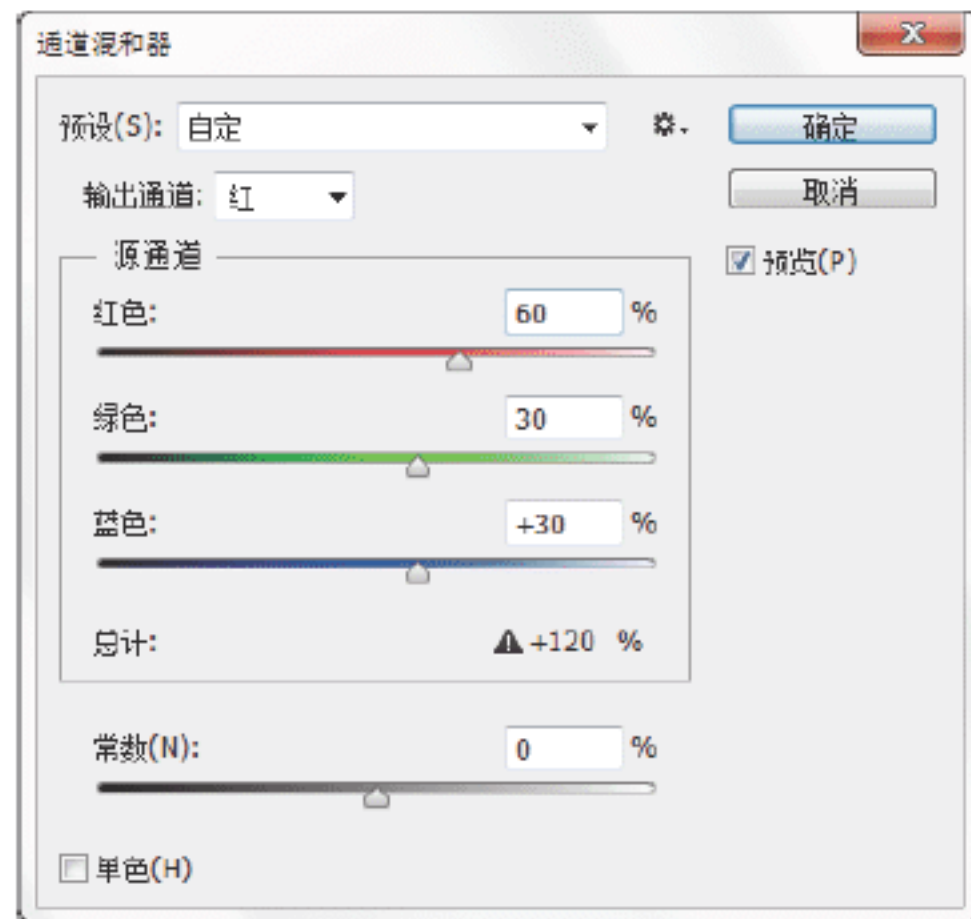 通道混和器
预设(S): 自定
确定
输出通道: 红
取消
源通道
预览(P)
红色: 60 %
绿色: 30 %
蓝色: +30 %
总计: +120 %
常数(N): 0 %
单色(H)